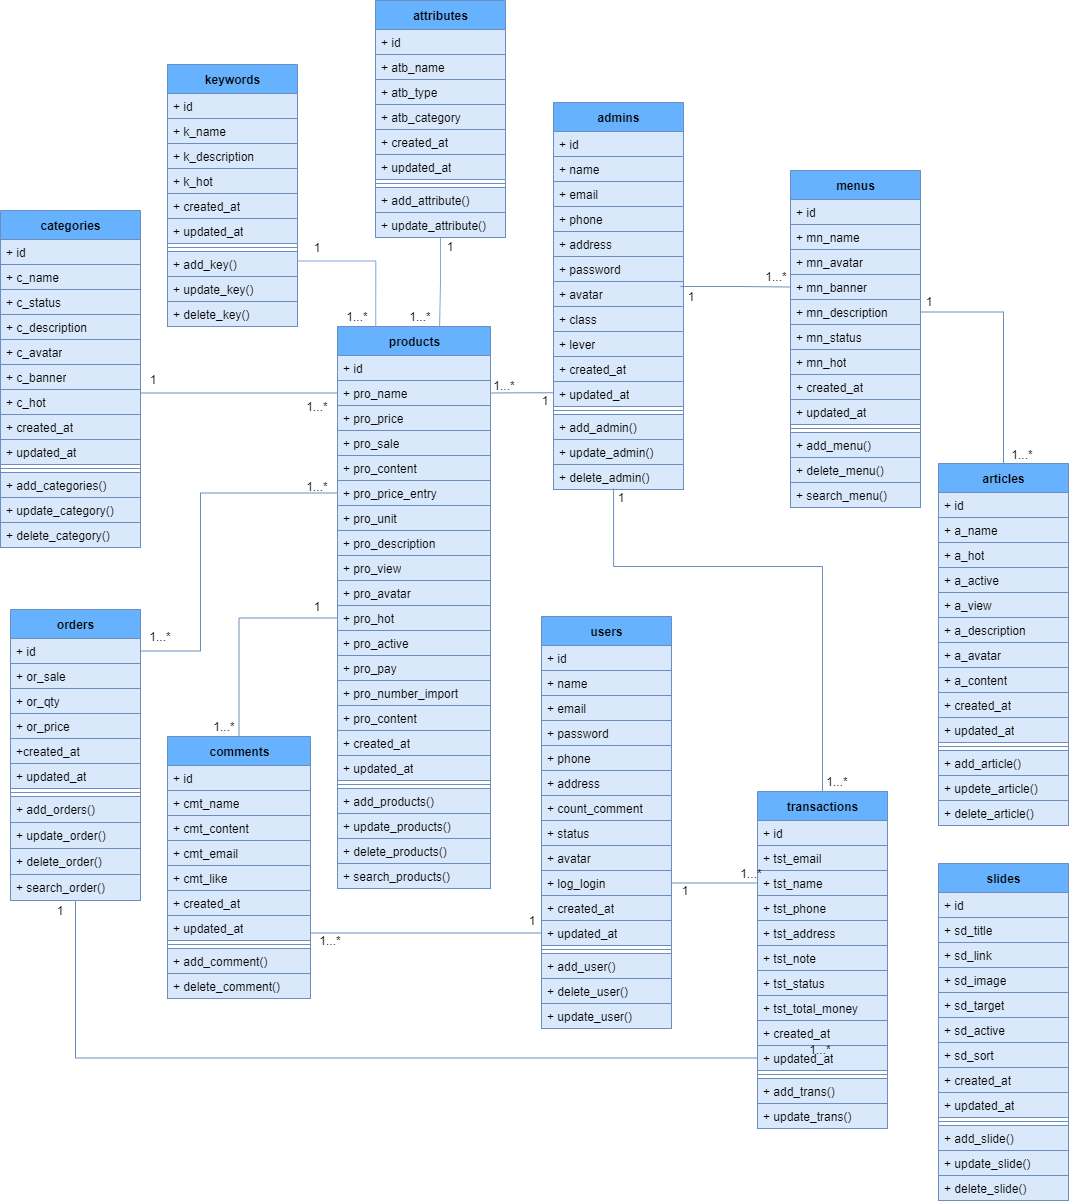 attributes
+ id
+ atb_name
+ atb_type
+ atb_category
+ created_at
+ updated_at
+ add_attribute()
+ update_attribute()
1
1...*
keywords
+ id
+ k_name
+ k_description
+ k_hot
+ created_at
+ updated_at
+ add_key()
+ update_key()
+ delete_key()
1
1...*
categories
+ id
+ c_name
+ c_status
+ c_description
+ c_avatar
+ c_banner
+ c_hot
+ created_at
+ updated_at
+ add_categories()
+ update_category()
+ delete_category()
1
1...*
products
+ id
+ pro_name
+ pro_price
+ pro_sale
+ pro_content
+ pro_price_entry
+ pro_unit
+ pro_description
+ pro_view
+ pro_avatar
+ pro_hot
+ pro_active
+ pro_pay
+ pro_number_import
+ pro_content
+ created_at
+ updated_at
+ add_products()
+ update_products()
+ delete_products()
+ search_products()
1...*
1
admins
+ id
+ name
+ email
+ phone
+ address
+ password
+ avatar
+ class
+ lever
+ created_at
+ updated_at
+ add_admin()
+ update_admin()
+ delete_admin()
1
1...*
1
menus
+ id
+ mn_name
+ mn_avatar
+ mn_banner
+ mn_description
+ mn_status
+ mn_hot
+ created_at
+ updated_at
+ add_menu()
+ delete_menu()
+ search_menu()
1
1...*
articles
+ id
+ a_name
+ a_hot
+ a_active
+ a_view
+ a_description
+ a_avatar
+ a_content
+ created_at
+ updated_at
+ add_article()
+ updete_article()
+ delete_article()
1...*
1...*
orders
+ id
+ or_sale
+ or_qty
+ or_price
+created_at
+ updated_at
+ add_orders()
+ update_order()
+ delete_order()
+ search_order()
1
1
1...*
comments
+ id
+ cmt_name
+ cmt_content
+ cmt_email
+ cmt_like
+ created_at
+ updated_at
+ add_comment()
+ delete_comment()
1...*
1
users
+ id
+ name
+ email
+ password
+ phone
+ address
+ count_comment
+ status
+ avatar
+ log_login
+ created_at
+ updated_at
+ add_user()
+ delete_user()
+ update_user()
1
1...*
1...*
transactions
+ id
+ tst_email
+ tst_name
+ tst_phone
+ tst_address
+ tst_note
+ tst_status
+ tst_total_money
+ created_at
1...*
+ updated_at
+ add_trans()
+ update_trans()
slides
+ id
+ sd_title
+ sd_link
+ sd_image
+ sd_target
+ sd_active
+ sd_sort
+ created_at
+ updated_at
+ add_slide()
+ update_slide()
+ delete_slide()